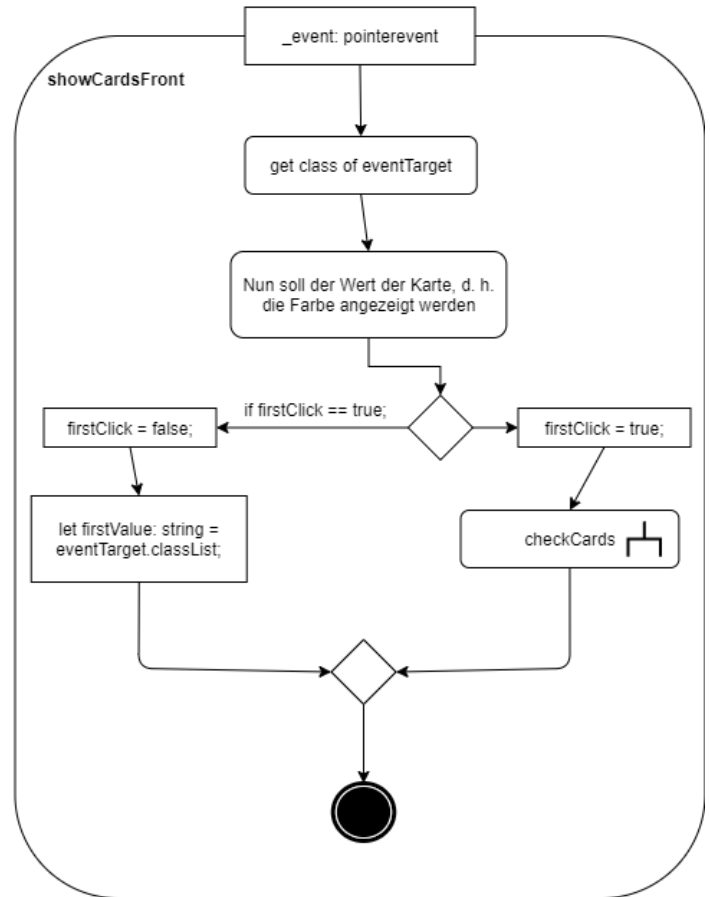 _event: pointerevent
showCardsFront
get class of eventTarget
Nun soll der Wert der Karte, d. h.
die Farbe angezeigt werden
if firstClick == true;
firstClick = false;
firstClick = true;
let firstValue: string =
eventTarget.classList;
checkCards